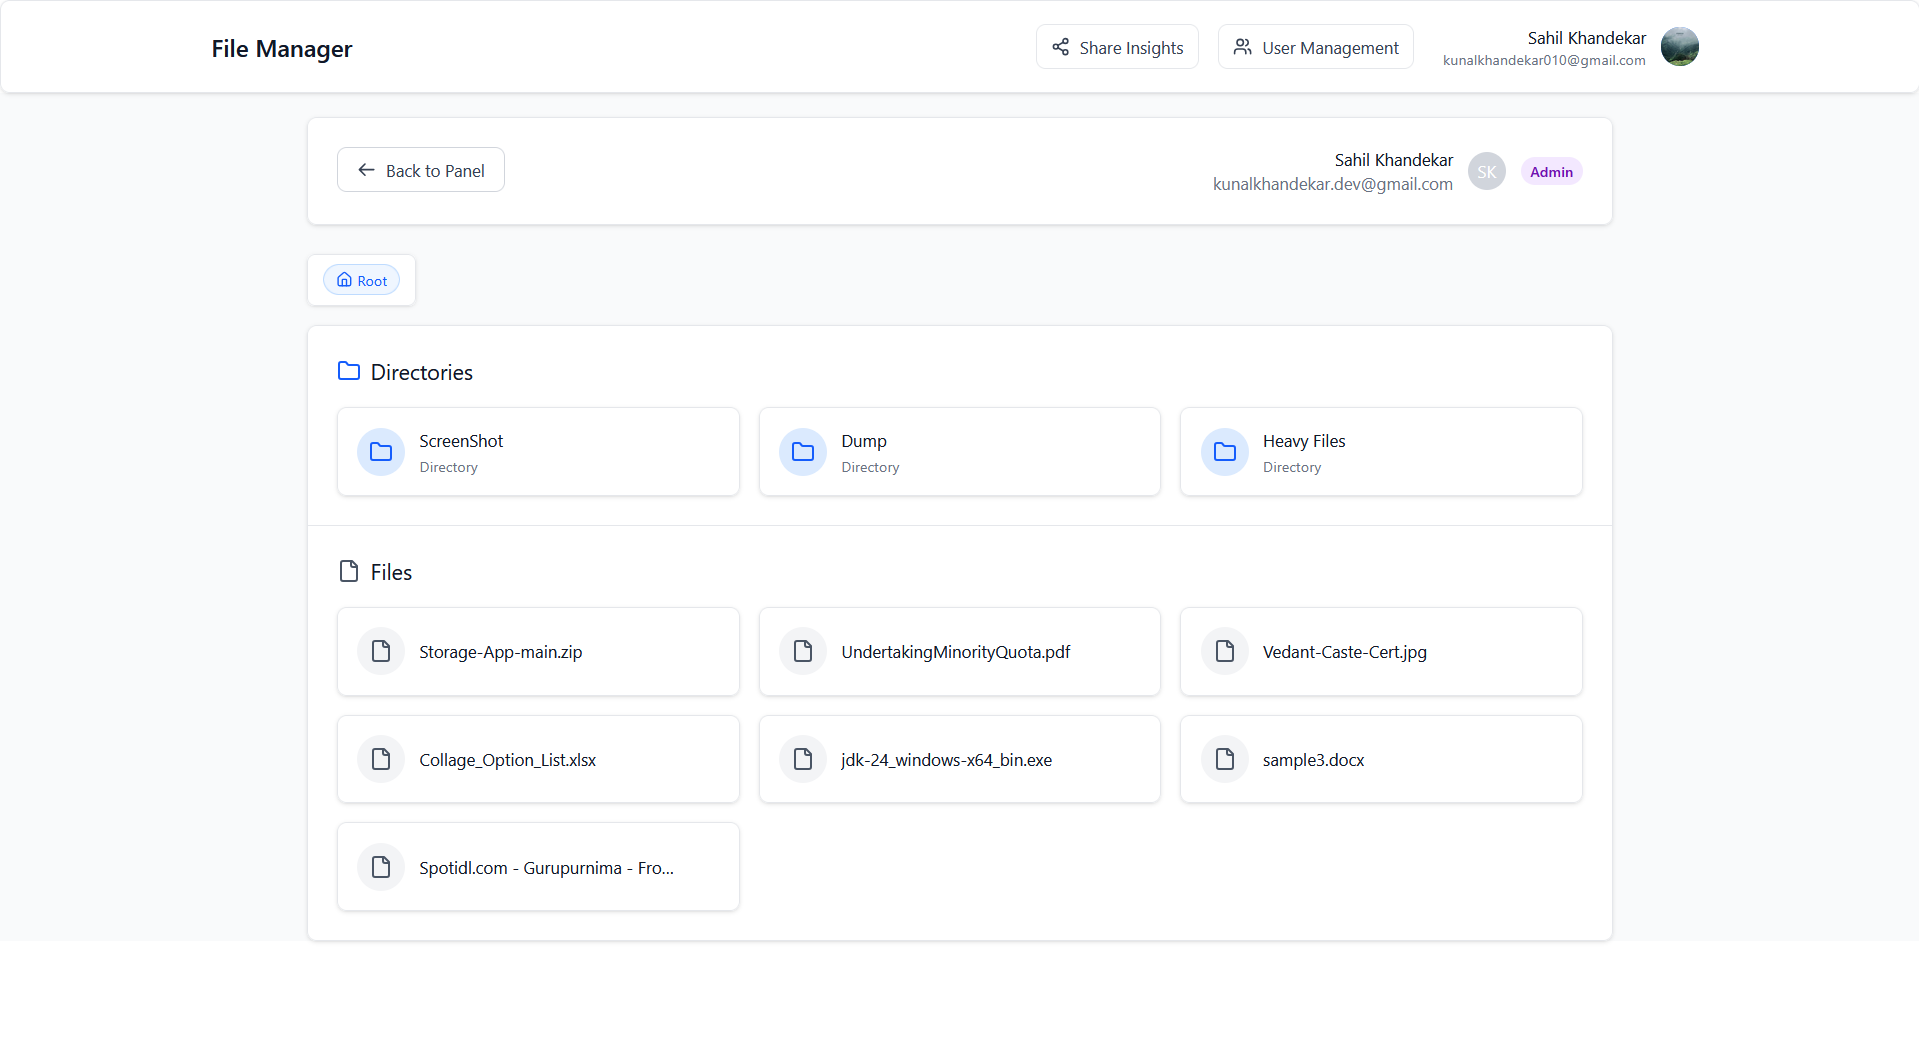 File Manager
Share Insights
User Management
Sahil Khandekar
kunalkhandekar010@gmail.com
Back to Panel
Sahil Khandekar
kunalkhandekar.dev@gmail.com
SK
Admin
Root
Directories
ScreenShot
Directory
Dump
Directory
Heavy Files
Directory
Files
Storage-App-main.zip
UndertakingMinorityQuota.pdf
Vedant-Caste-Cert.jpg
Collage_Option_List.xlsx
jdk-24_windows-x64_bin.exe
sample3.docx
Spotidl.com - Gurupurnima - Fro...